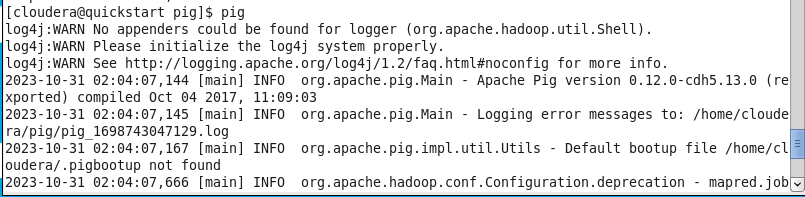 [cloudera@quickstart pig]$ pig
log4j:WARN No appenders could be found for logger (org.apache.hadoop.util.Shell).
log4j:WARN Please initialize the log4j system properly.
log4j:WARN See http://logging.apache.org/log4j/1.2/faq.html#noconfig for more info.
2023-10-31 02:04:07,144 [main] INFO  org.apache.pig.Main - Apache Pig version 0.12.0-cdh5.13.0 (re
xported) compiled Oct 04 2017, 11:09:03
2023-10-31 02:04:07,145 [main] INFO  org.apache.pig.Main - Logging error messages to: /home/cloude
ra/pig/pig_1698743047129.log
2023-10-31 02:04:07,167 [main] INFO  org.apache.pig.impl.util.Utils - Default bootup file /home/cl
oudera/.pigbootup not found
2023-10-31 02:04:07,666 [main] INFO  org.apache.hadoop.conf.Configuration.deprecation - mapred.job